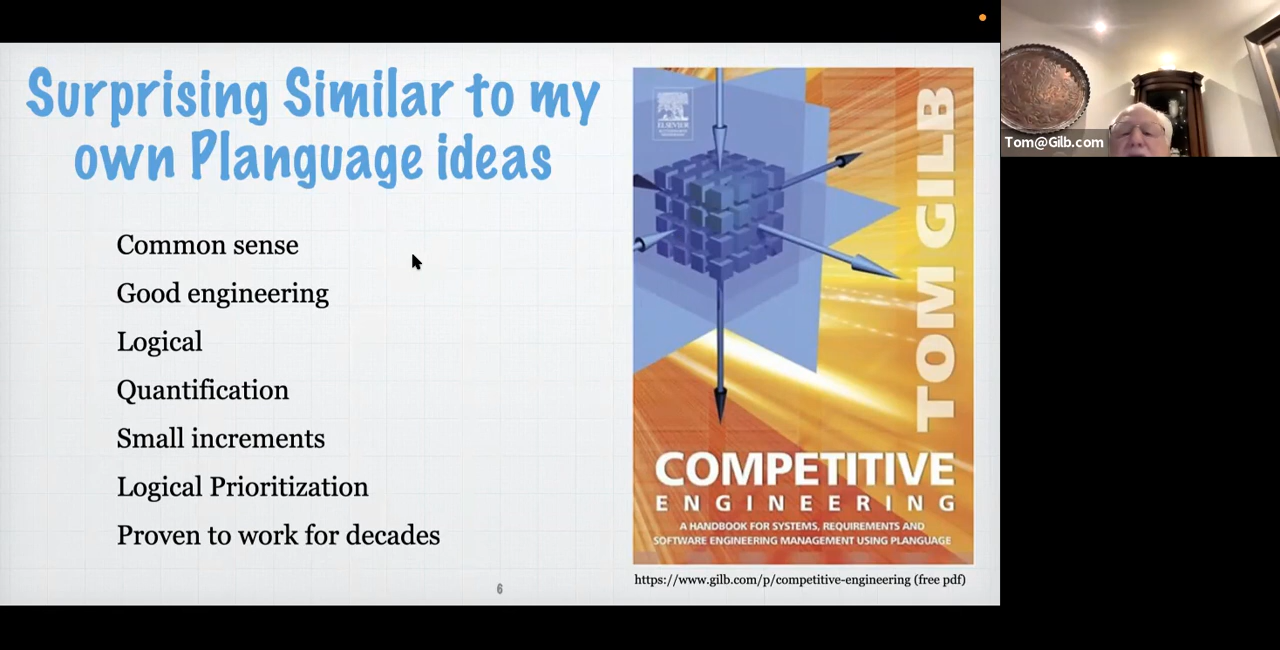 Surprising Similar to my
own Planguage ideas
Common sense
Good engineering
Logical
Quantification
Small increments
Logical Prioritization
Proven to work for decades
6
ELSEVIER
TOM GILB
COMPETITIVE
ENGINEERING
A HANDBOOK FOR SYSTEMS, REQUIREMENTS AND
SOFTWARE ENGINEERING MANAGEMENT USING PLANGUAGE
https://www.gilb.com/p/competitive-engineering (free pdf)
Tom@Gilb.com